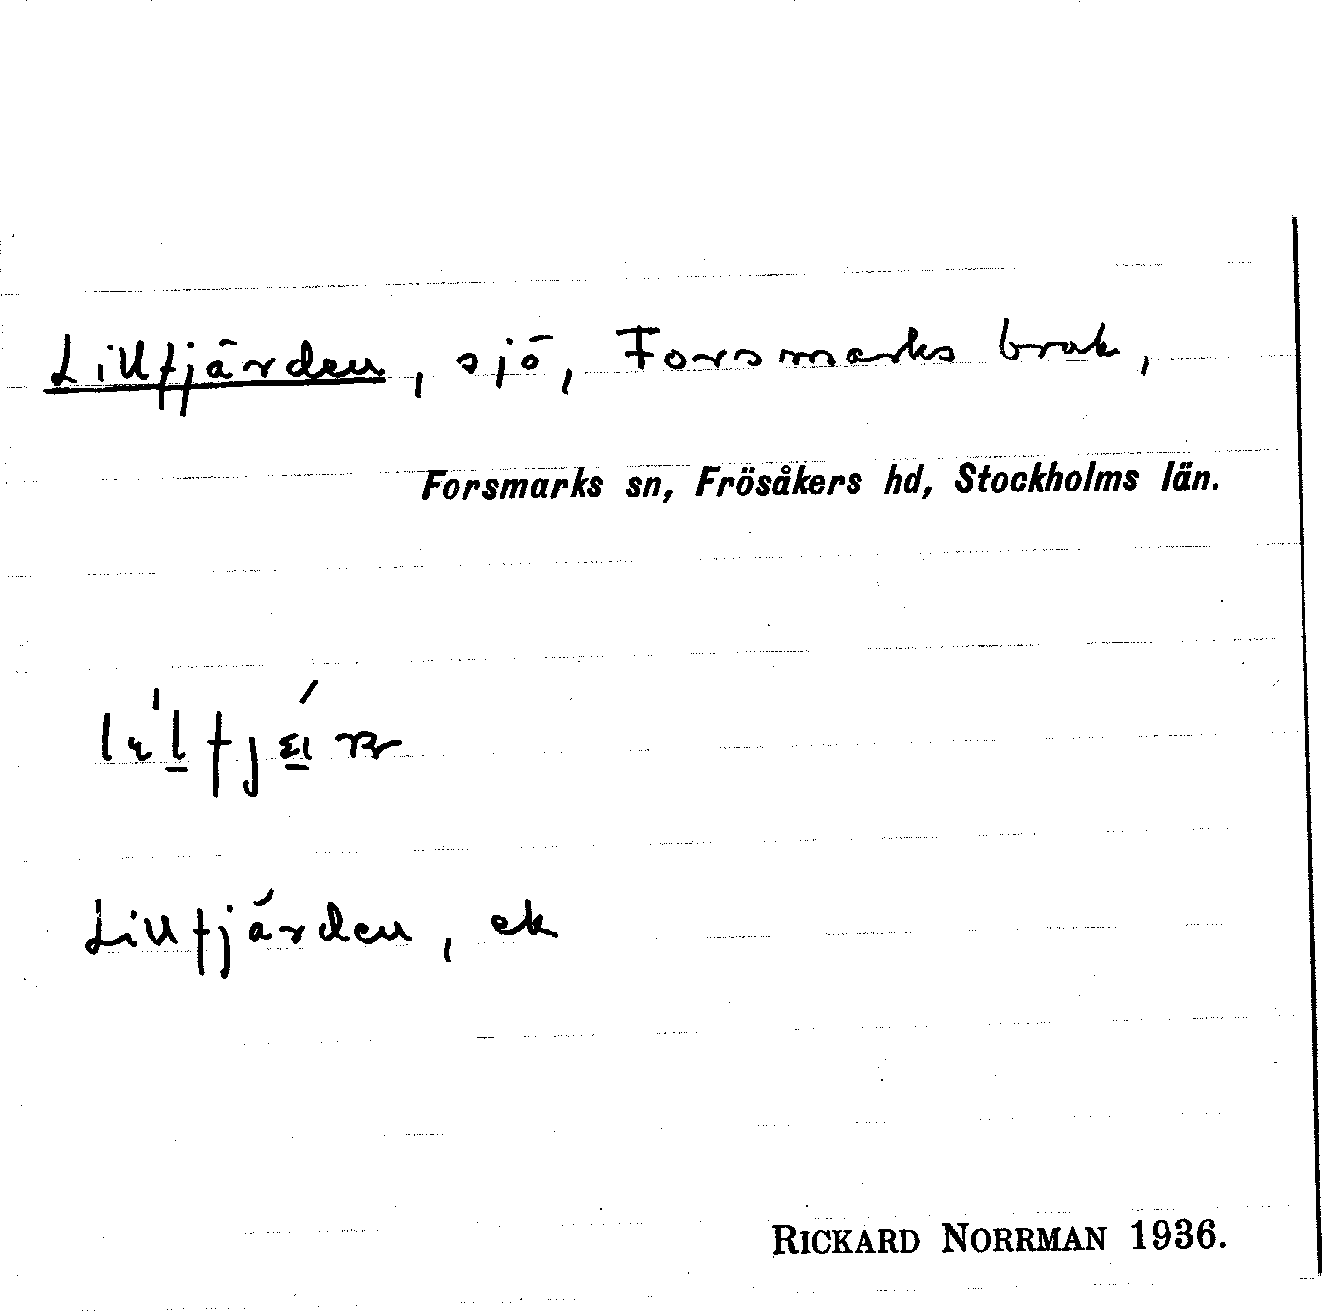 Lillfjärden, sjö, Forsmarks bruk,
Forsmarks sn, Frösåkers hd, Stockholms län.
Lillfjärden, ek
RICKARD NORRMAN 1936.